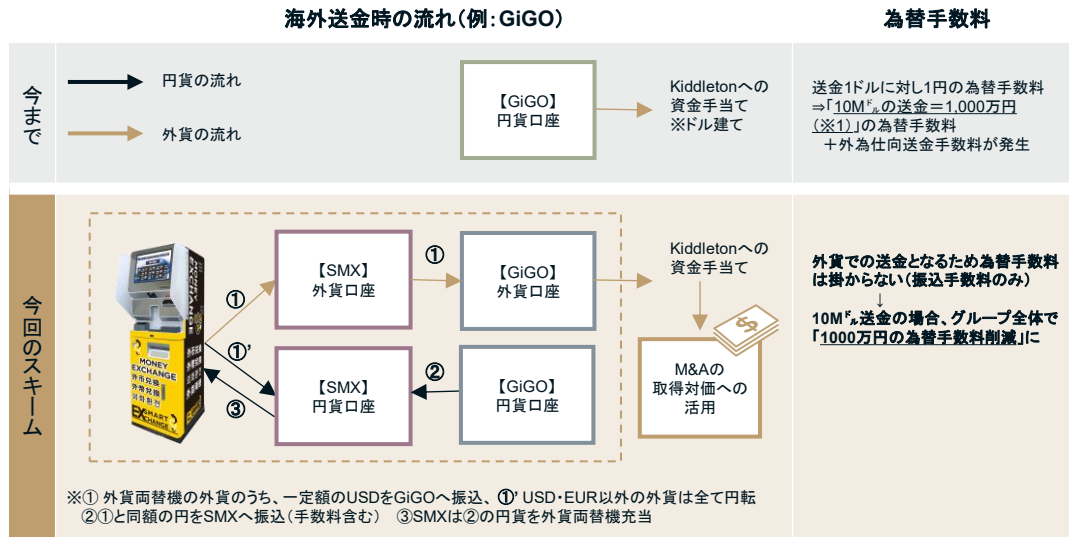 海外送金時の流れ（例：GiGO）
為替手数料
今まで
円貨の流れ
外貨の流れ
【GiGO】
円貨口座
Kiddletonへの
資金手当て
※ドル建て
送金1ドルに対し1円の為替手数料
⇒「10M㌦の送金＝1,000万円
（※1）」の為替手数料
＋外為仕向送金手数料が発生
今回のスキーム
MONEY
EXCHANGE
外币兑换
外幣兌換
외화환전
SMART
EXCHANGE
①
【SMX】
外貨口座
①
【GiGO】
外貨口座
Kiddletonへの
資金手当て
①’
③
【SMX】
円貨口座
②
【GiGO】
円貨口座
M&Aの
取得対価への
活用
外貨での送金となるため為替手数料
は掛からない（振込手数料のみ）
↓
10M㌦送金の場合、グループ全体で
「1000万円の為替手数料削減」に
※① 外貨両替機の外貨のうち、一定額のUSDをGiGOへ振込、①’ USD・EUR以外の外貨は全て円転
②①と同額の円をSMXへ振込（手数料含む） ③SMXは②の円貨を外貨両替機充当